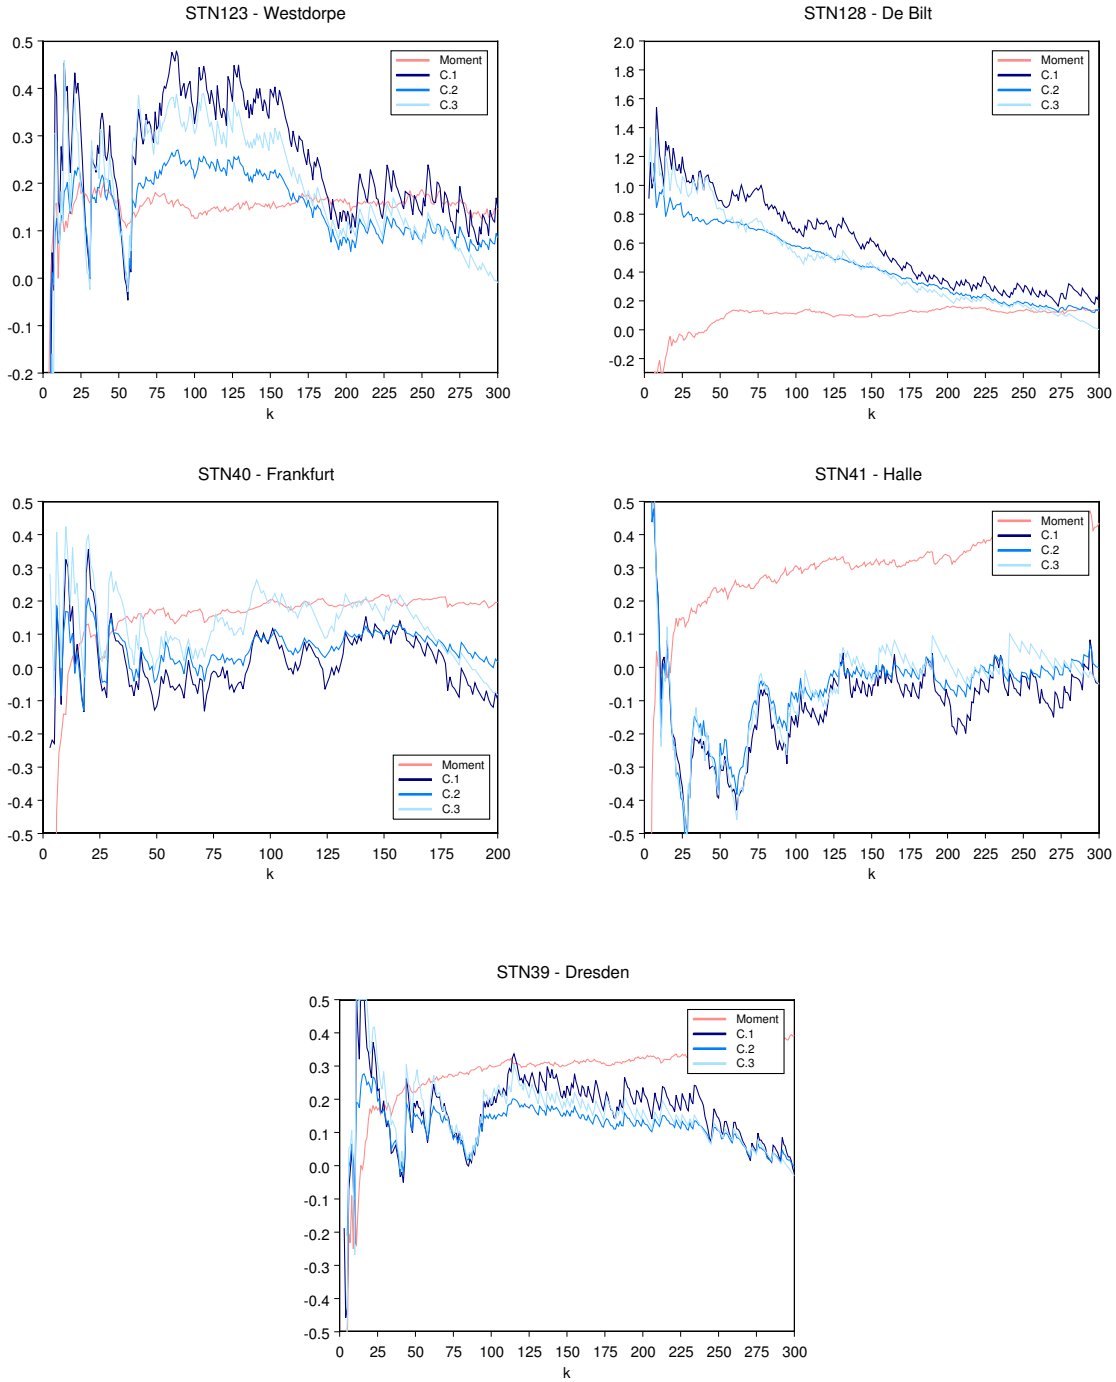 STN123 - Westdorpe
0.5
0.4
0.3
0.2
0.1
0.0
-0.1
-0.2
0 25 50 75 100 125 150 175 200 225 250 275 300
k
Moment
C.1
C.2
C.3
STN128 - De Bilt
2.0
1.8
1.6
1.4
1.2
1.0
0.8
0.6
0.4
0.2
0.0
-0.2
0 25 50 75 100 125 150 175 200 225 250 275 300
k
Moment
C.1
C.2
C.3
STN40 - Frankfurt
0.5
0.4
0.3
0.2
0.1
0.0
-0.1
-0.2
-0.3
-0.4
-0.5
0 25 50 75 100 125 150 175 200
k
Moment
C.1
C.2
C.3
STN41 - Halle
0.5
0.4
0.3
0.2
0.1
0.0
-0.1
-0.2
-0.3
-0.4
-0.5
0 25 50 75 100 125 150 175 200 225 250 275 300
k
Moment
C.1
C.2
C.3
STN39 - Dresden
0.5
0.4
0.3
0.2
0.1
0.0
-0.1
-0.2
-0.3
-0.4
-0.5
0 25 50 75 100 125 150 175 200 225 250 275 300
k
Moment
C.1
C.2
C.3